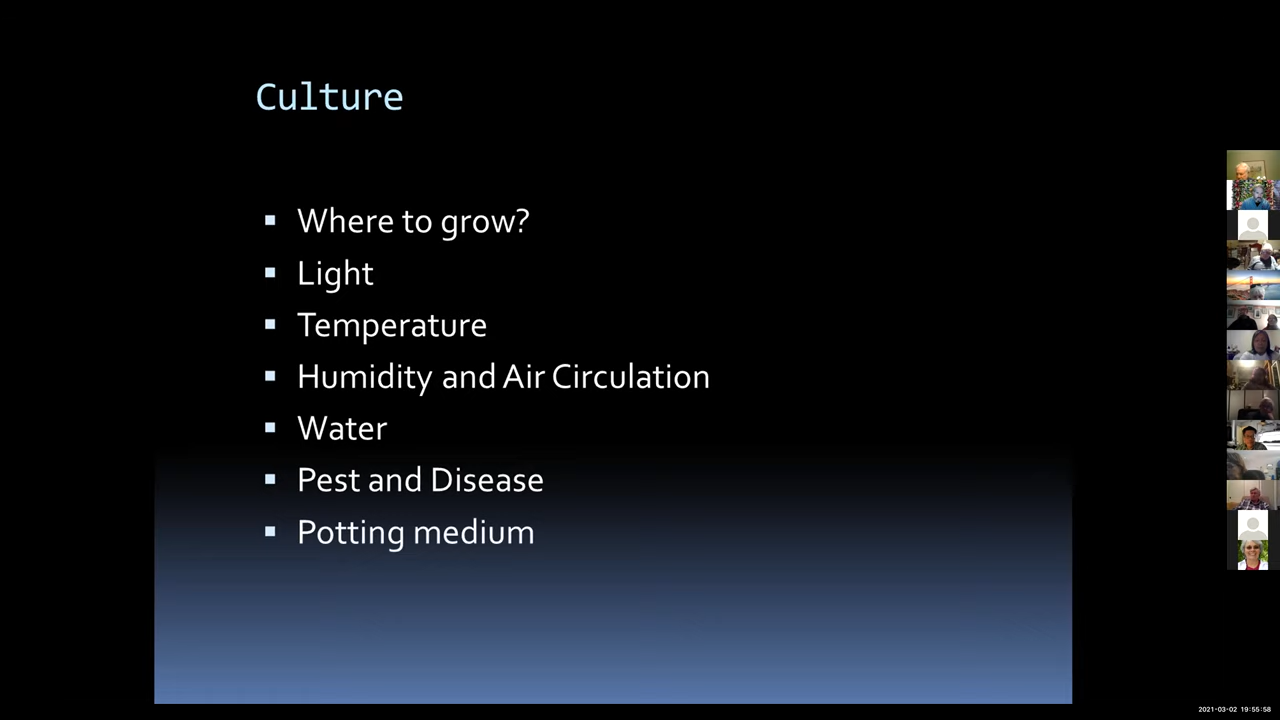 Culture
Where to grow?
Light
Temperature
Humidity and Air Circulation
Water
Pest and Disease
Potting medium
2021-03-02 19:55:58